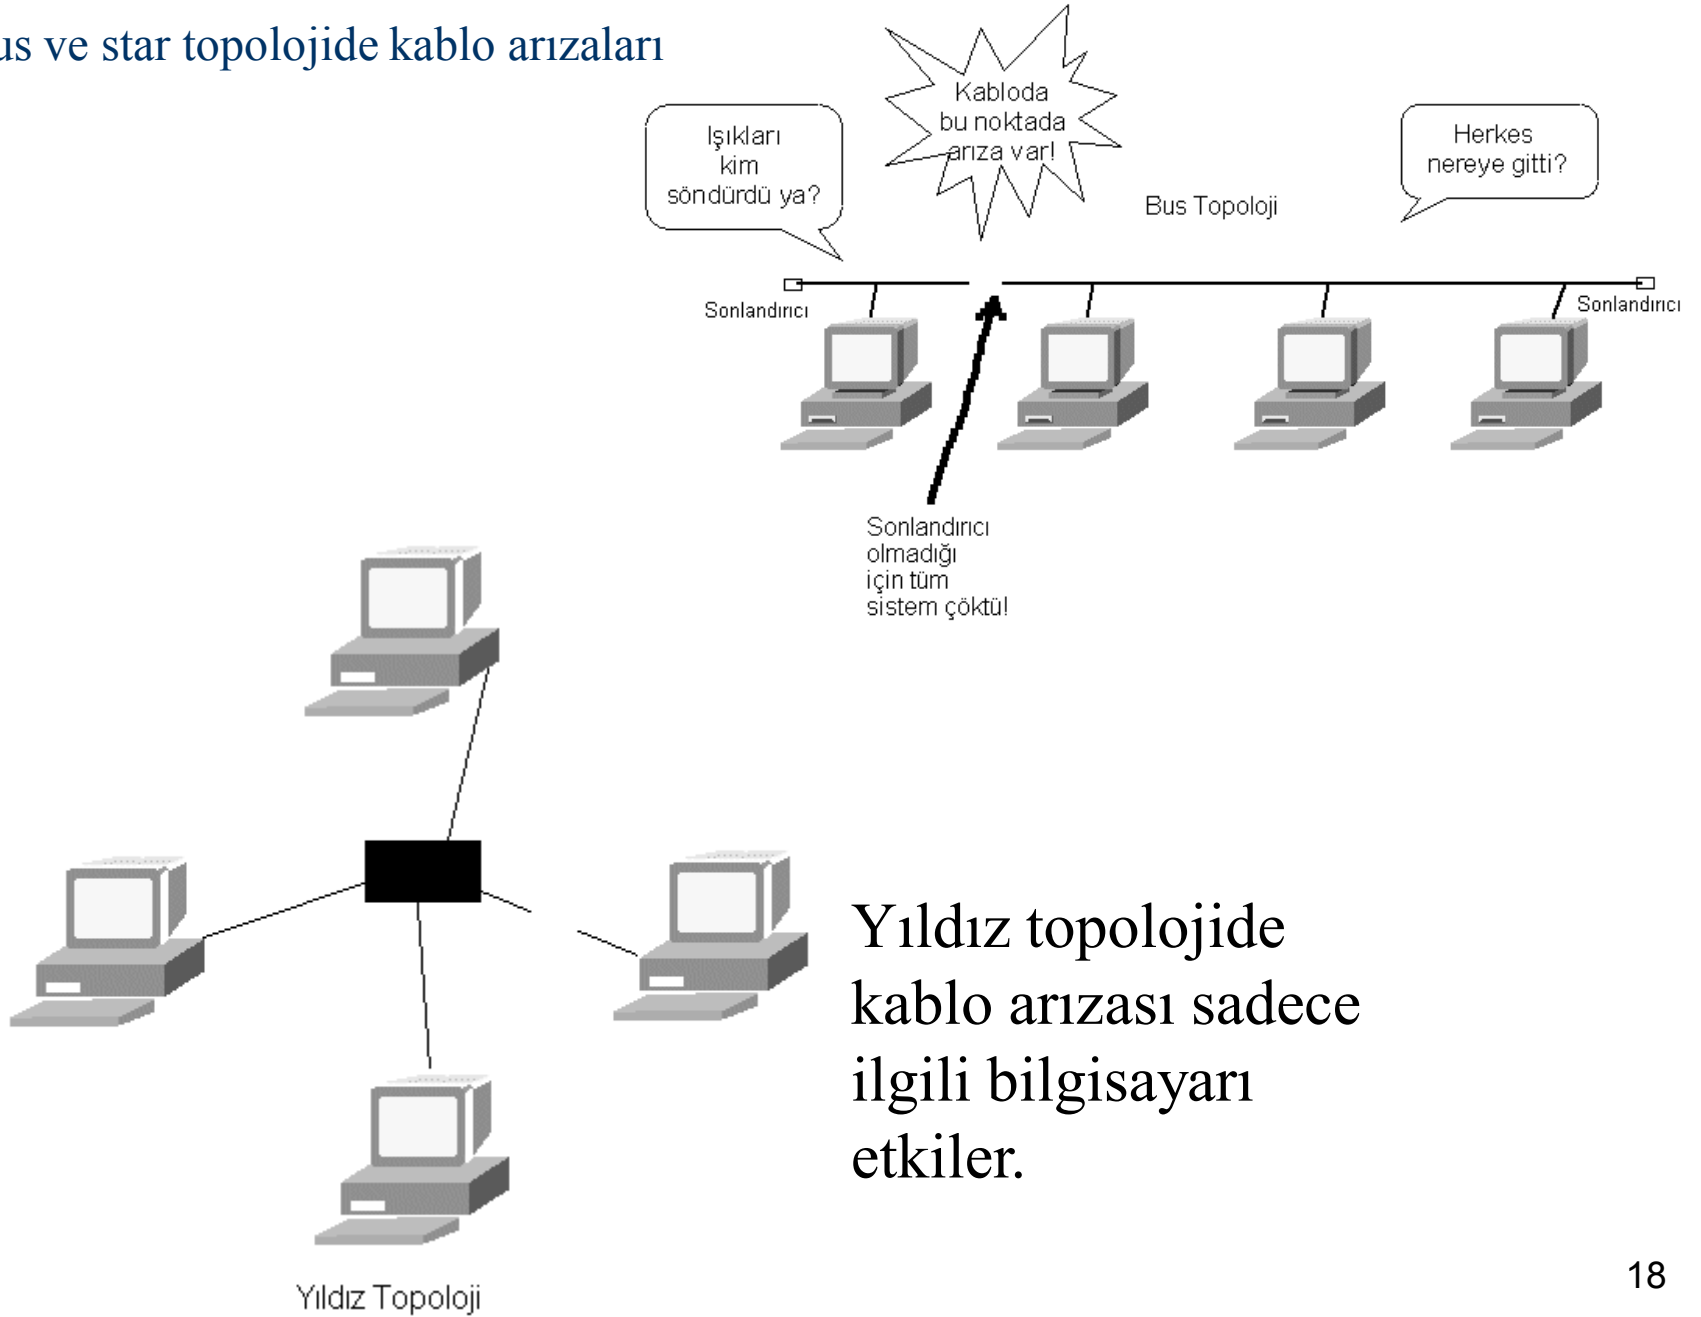 us ve star topolojide kablo arızaları
Işıkları
kim
söndürdü ya?
Kabloda
bu noktada
arıza var!
Herkes
nereye gitti?
Bus Topoloji
Sonlandırıcı
Sonlandırıcı
Sonlandırıcı
olmadığı
için tüm
sistem çöktü!
Yıldız topolojide
kablo arızası sadece
ilgili bilgisayarı
etkiler.
Yıldız Topoloji
18